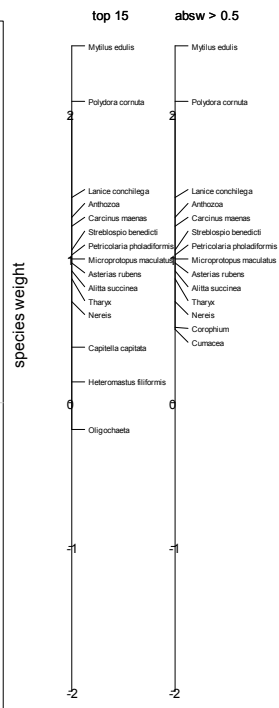 top 15
absw > 0.5
species weight
Mytilus edulis
Polydora cornuta
2
Lanice conchilega
Anthozoa
Carcinus maenas
Streblospio benedicti
Petricolaria pholadiformis
1
Microprotopus maculatus
Asterias rubens
Alitta succinea
Tharyx
Nereis
Capitella capitata
Heteromastus filiformis
0
Oligochaeta
-1
-2
Mytilus edulis
Polydora cornuta
2
Lanice conchilega
Anthozoa
Carcinus maenas
Streblospio benedicti
Petricolaria pholadiformis
1
Microprotopus maculatus
Asterias rubens
Alitta succinea
Tharyx
Nereis
Corophium
Cumacea
0
-1
-2